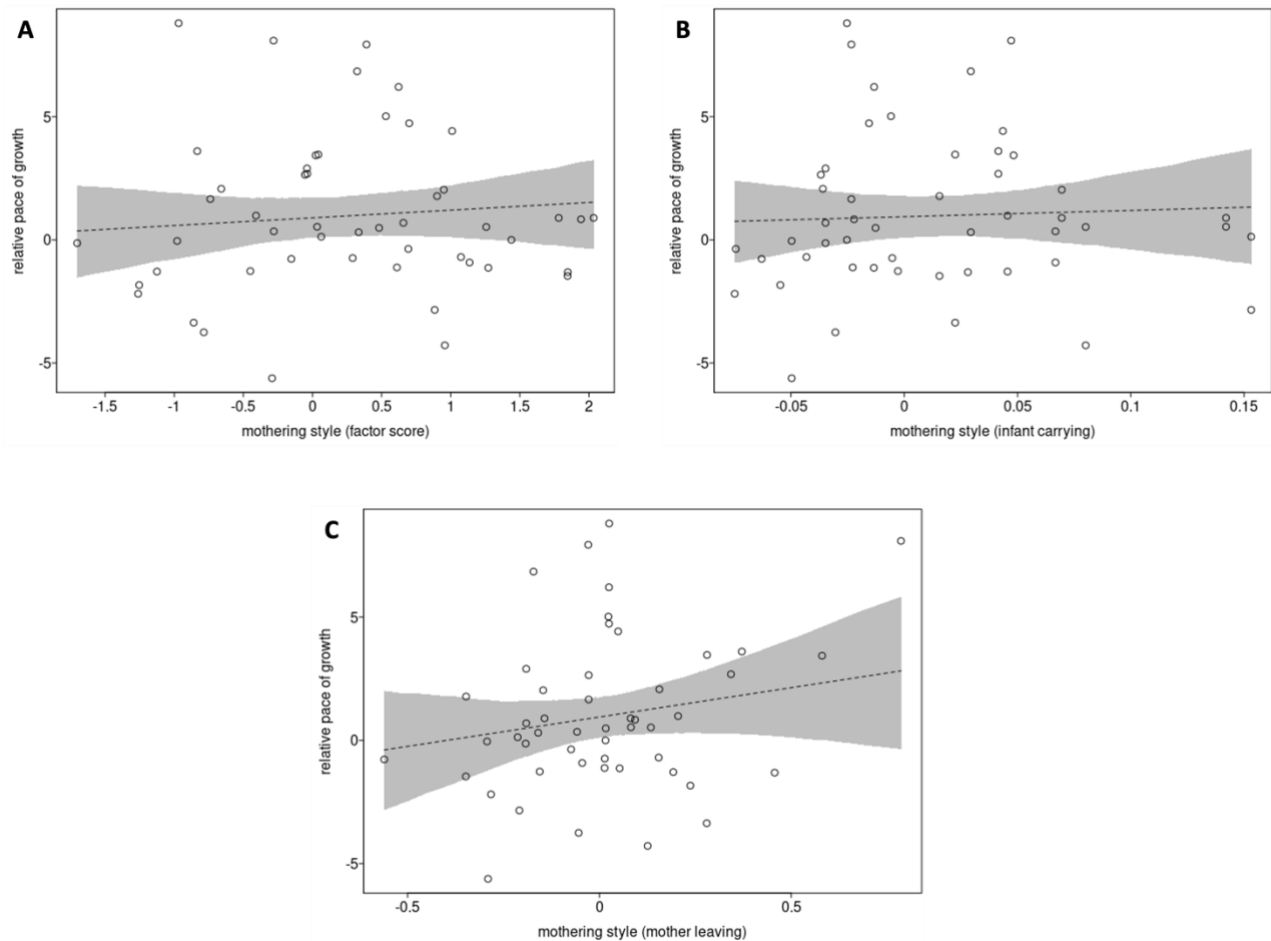 A
5
0
-5
relative pace of growth
-1.5 -1 -0.5 0 0.5 1 1.5 2
mothering style (factor score)
B
5
0
-5
relative pace of growth
-0.05 0 0.05 0.1 0.15
mothering style (infant carrying)
C
5
0
-5
relative pace of growth
-0.5 0 0.5
mothering style (mother leaving)